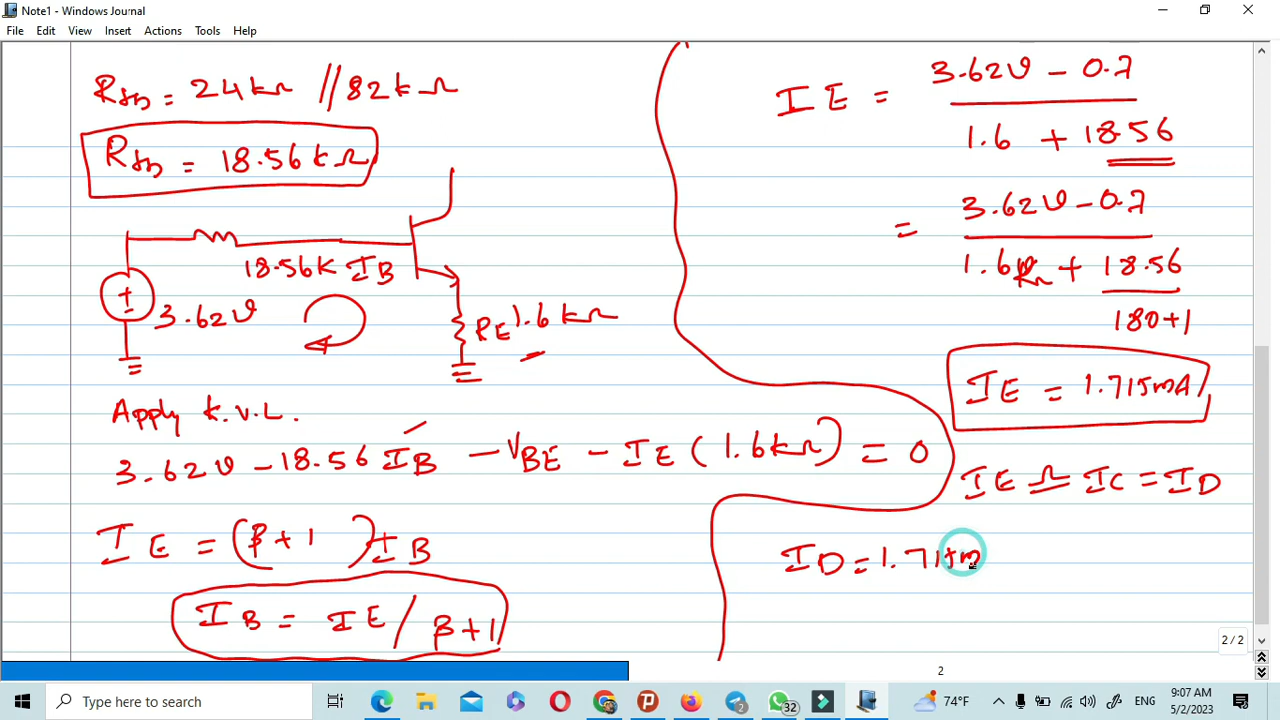 Note1 - Windows Journal
File Edit View Insert Actions Tools Help
Rth = 24kΩ // 82kΩ
Rth = 18.56kΩ
18.56K IB
3.62V
RE 1.6kΩ
Apply K.V.L.
3.62V - 18.56 IB - VBE - IE (1.6kΩ) = 0
IE = (β+1) IB
IB = IE / β+1
IE = 3.62V - 0.7
1.6 + 18.56
= 3.62V - 0.7
1.6kΩ + 18.56
180+1
IE = 1.715mA
IE ≅ IC = ID
ID = 1.715m
2/2
2
Type here to search
32
2
74°F
ENG
9:07 AM
5/2/2023